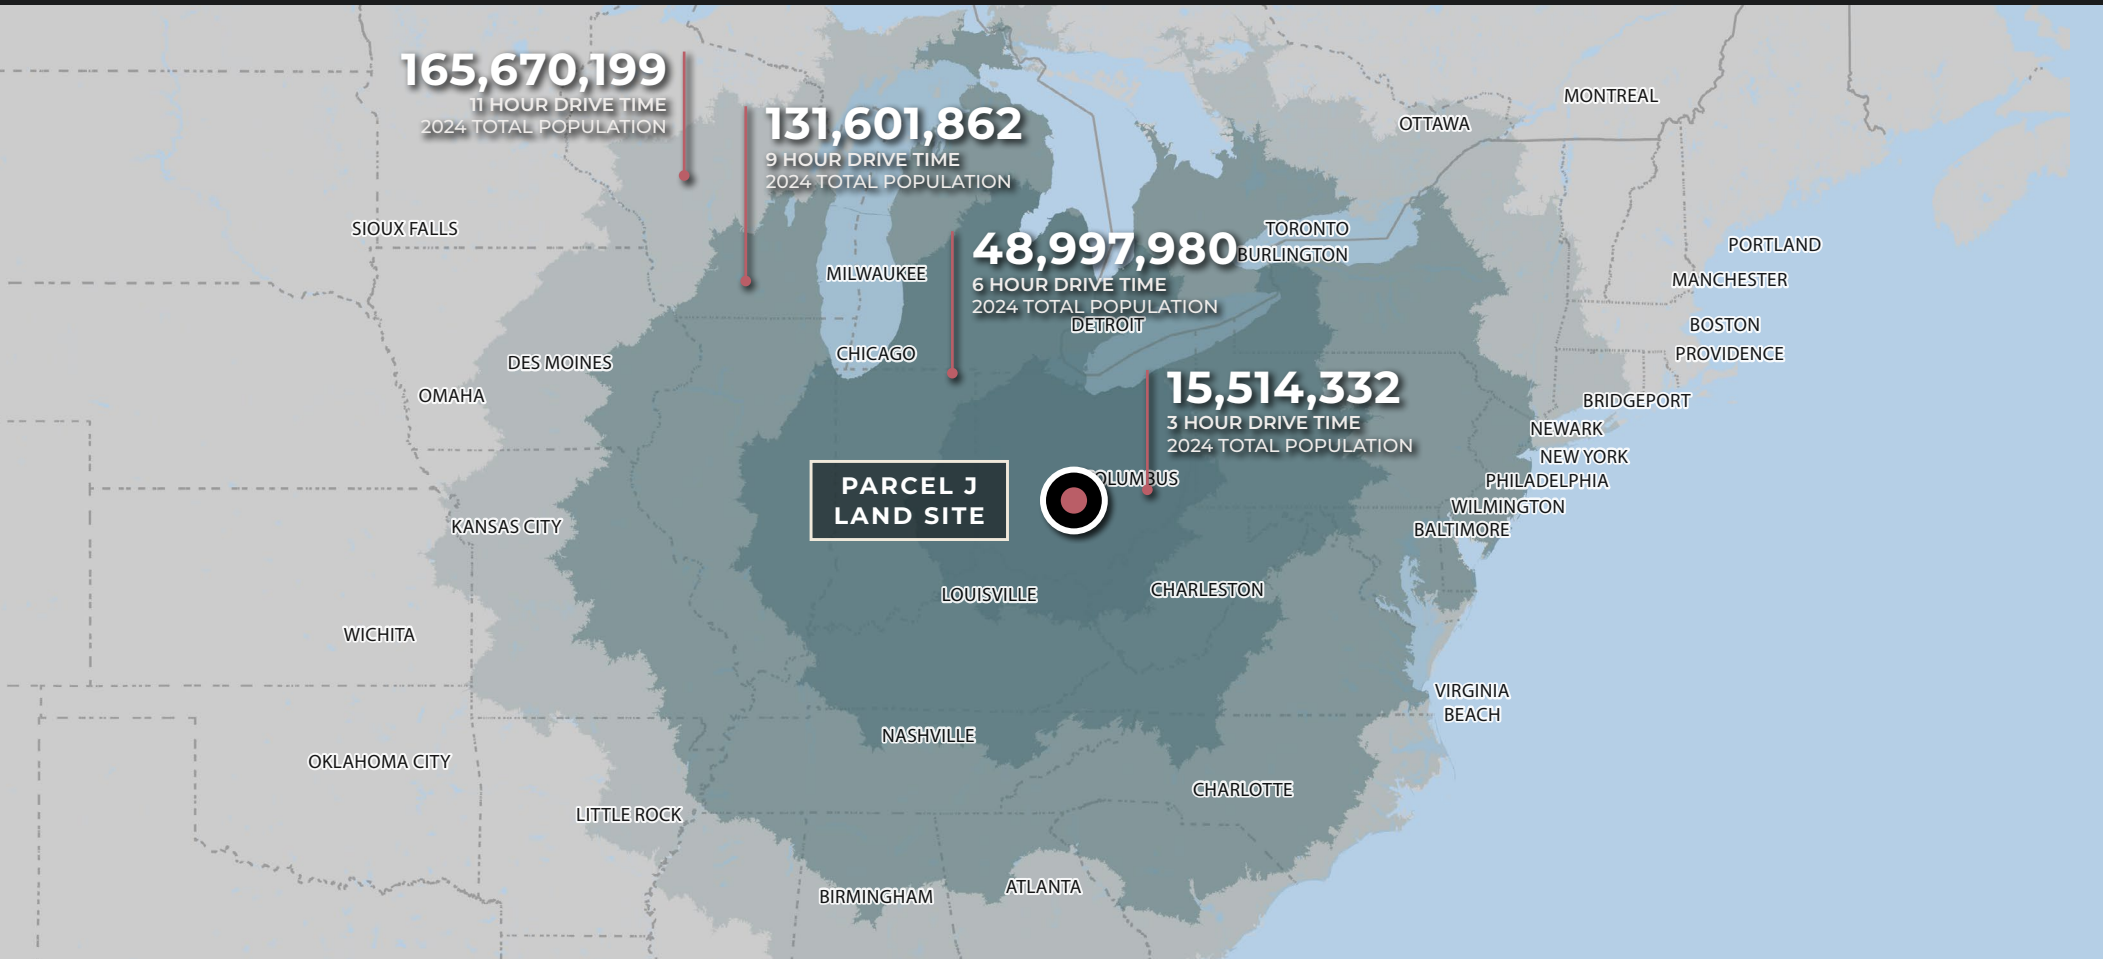 165,670,199
11 HOUR DRIVE TIME
2024 TOTAL POPULATION
131,601,862
9 HOUR DRIVE TIME
2024 TOTAL POPULATION
48,997,980
6 HOUR DRIVE TIME
2024 TOTAL POPULATION
15,514,332
3 HOUR DRIVE TIME
2024 TOTAL POPULATION
PARCEL J
LAND SITE
MONTREAL
OTTAWA
SIOUX FALLS
TORONTO
BURLINGTON
PORTLAND
MILWAUKEE
MANCHESTER
DETROIT
BOSTON
CHICAGO
PROVIDENCE
DES MOINES
OMAHA
BRIDGEPORT
NEWARK
NEW YORK
OLUMBUS
PHILADELPHIA
WILMINGTON
KANSAS CITY
BALTIMORE
LOUISVILLE
CHARLESTON
WICHITA
VIRGINIA
BEACH
NASHVILLE
OKLAHOMA CITY
CHARLOTTE
LITTLE ROCK
ATLANTA
BIRMINGHAM